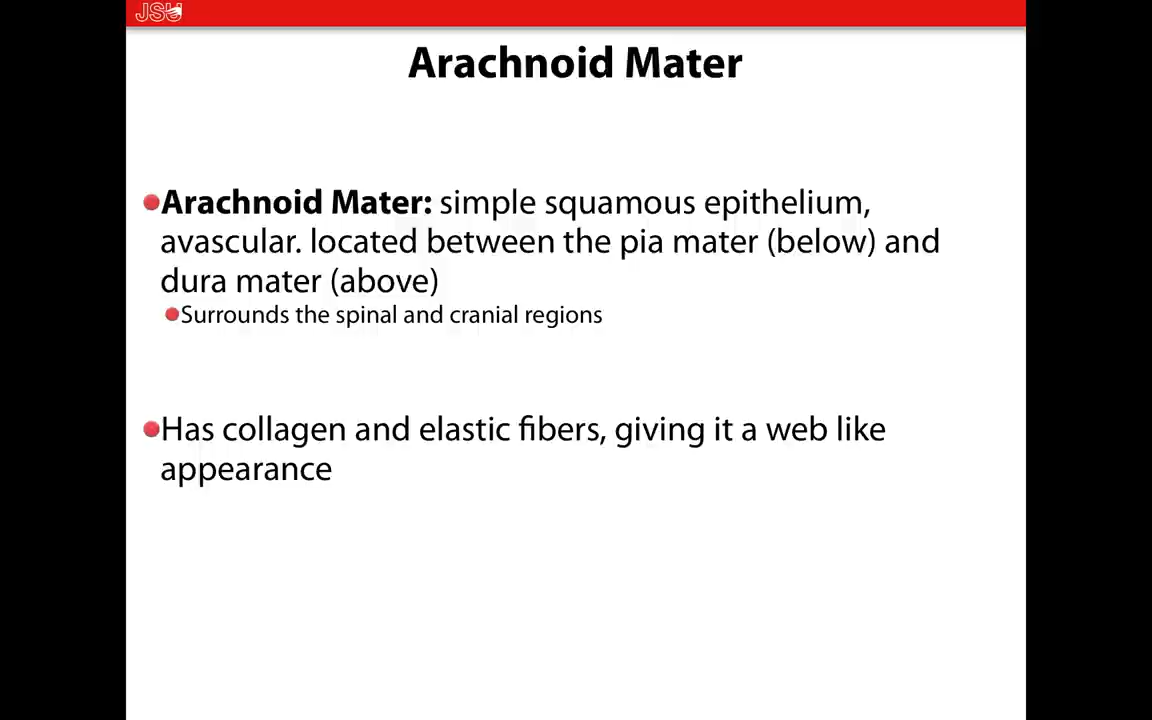 JSU
Arachnoid Mater
Arachnoid Mater: simple squamous epithelium,
avascular. located between the pia mater (below) and
dura mater (above)
Surrounds the spinal and cranial regions
Has collagen and elastic fibers, giving it a web like
appearance